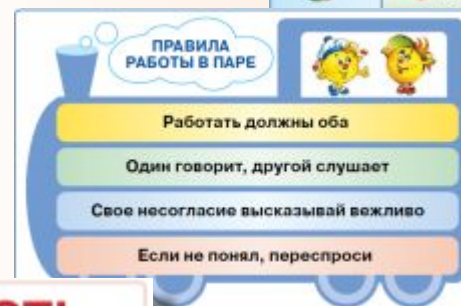 ПРАВИЛА
РАБОТЫ В ПАРЕ
Работать должны оба
Один говорит, другой слушает
Свое несогласие высказывай вежливо
Если не понял, переспроси